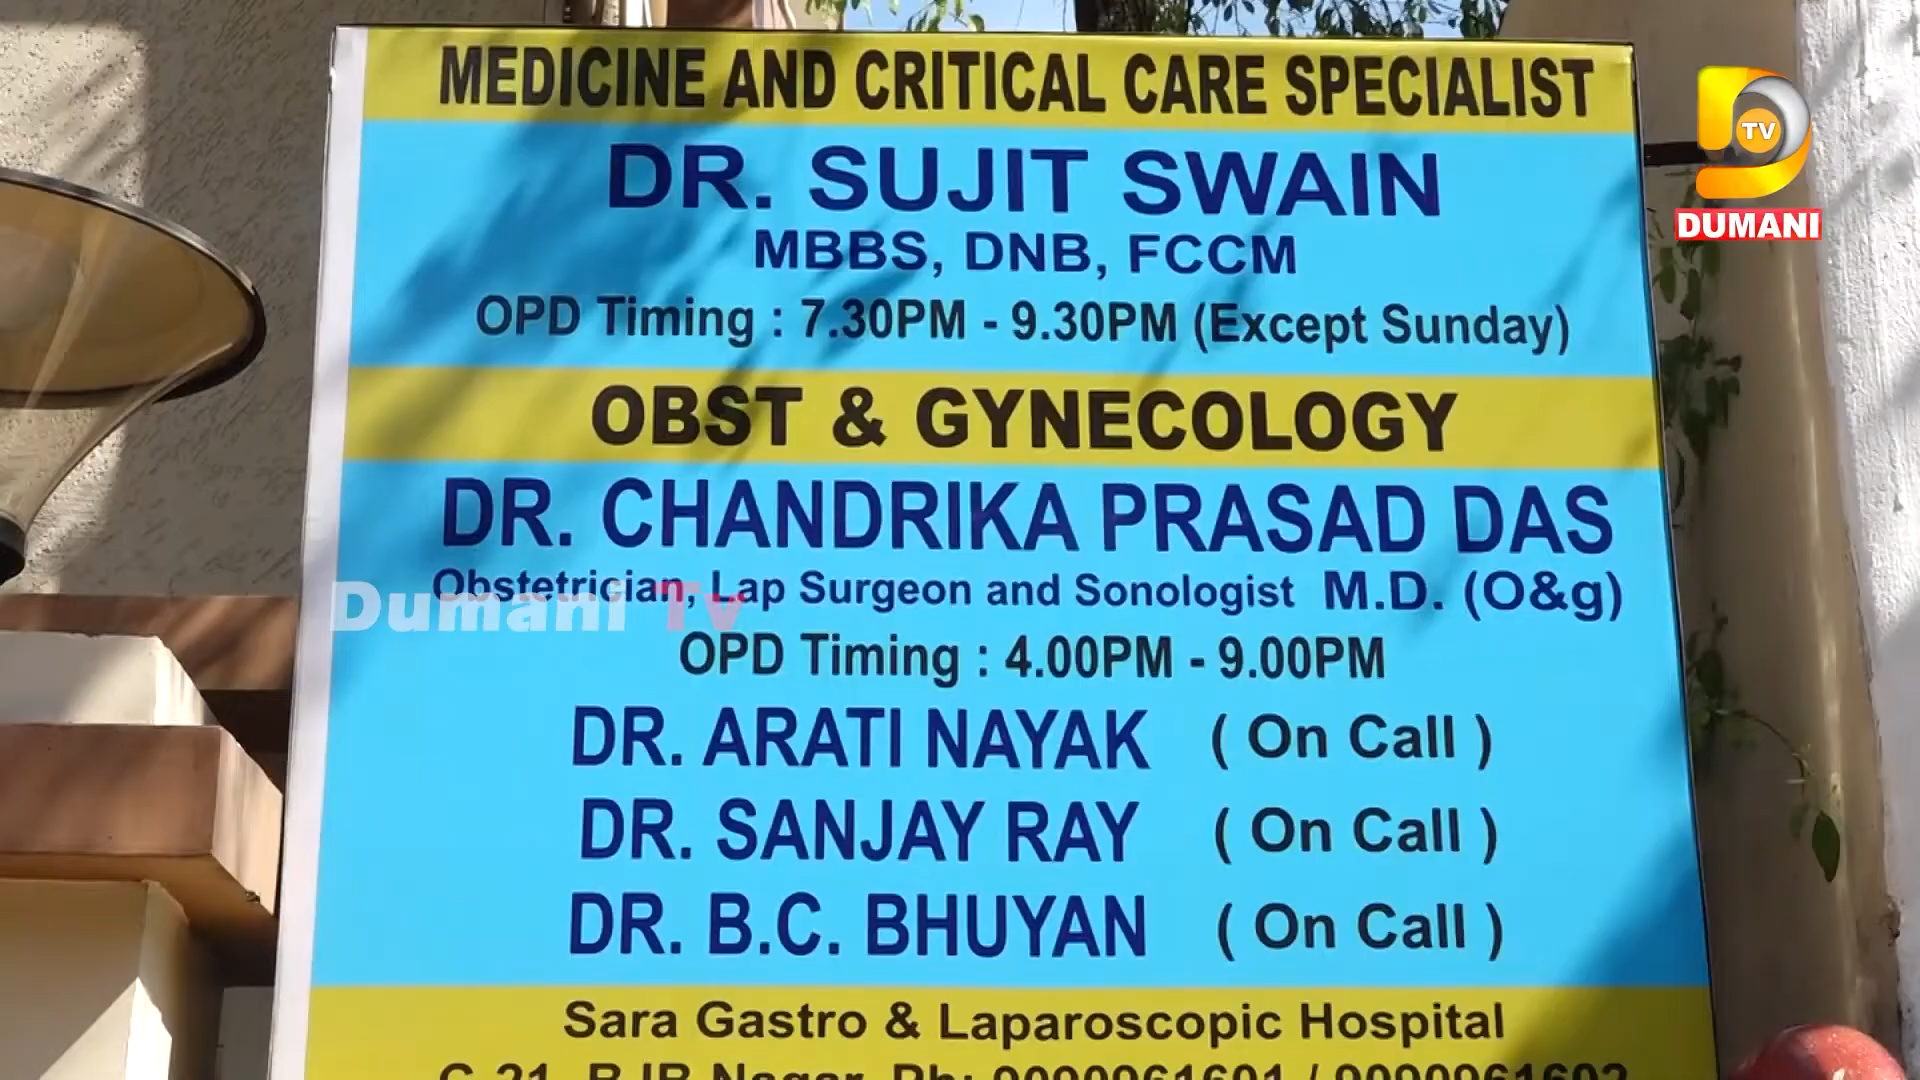 MEDICINE AND CRITICAL CARE SPECIALIST
DR. SUJIT SWAIN
MBBS, DNB, FCCM
OPD Timing : 7.30PM - 9.30PM (Except Sunday)
OBST & GYNECOLOGY
DR. CHANDRIKA PRASAD DAS
Obstetrician, Lap Surgeon and Sonologist M.D. (O&g)
OPD Timing : 4.00PM - 9.00PM
DR. ARATI NAYAK ( On Call )
DR. SANJAY RAY ( On Call )
DR. B.C. BHUYAN ( On Call )
Sara Gastro & Laparoscopic Hospital
Nagar, Ph:
TV
DUMANI
Dumani Tv